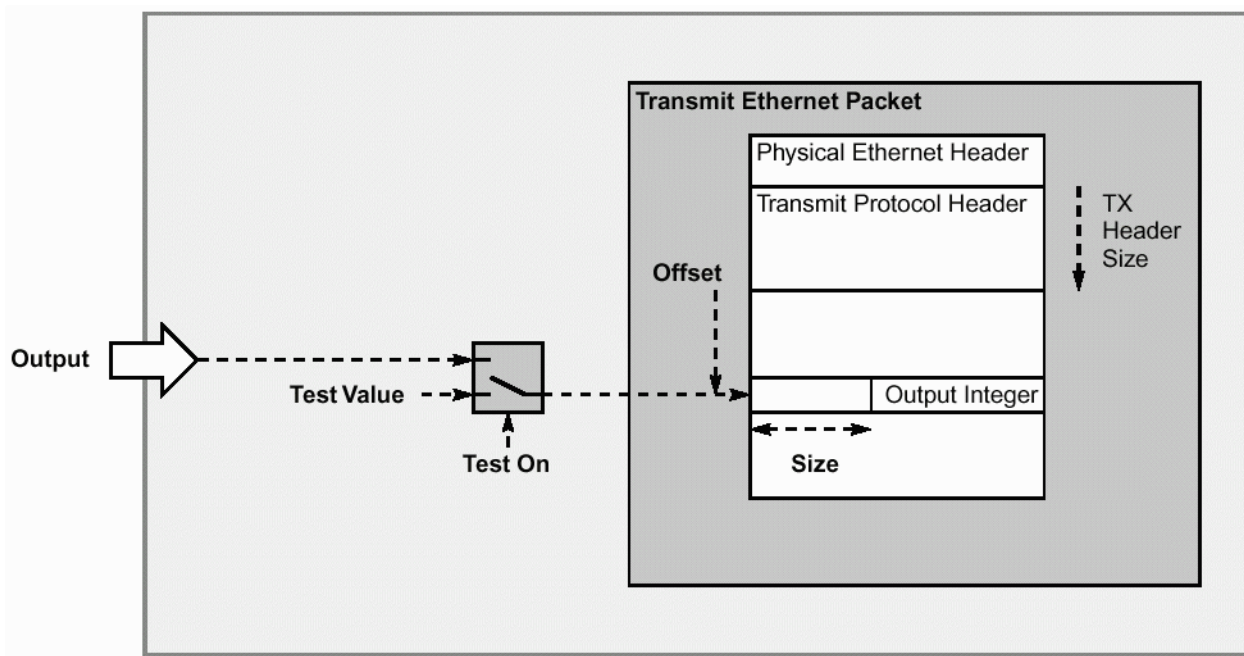 Transmit Ethernet Packet
Physical Ethernet Header
Transmit Protocol Header
TX
Header
Size
Offset
Output
Test Value
Output Integer
Test On
Size